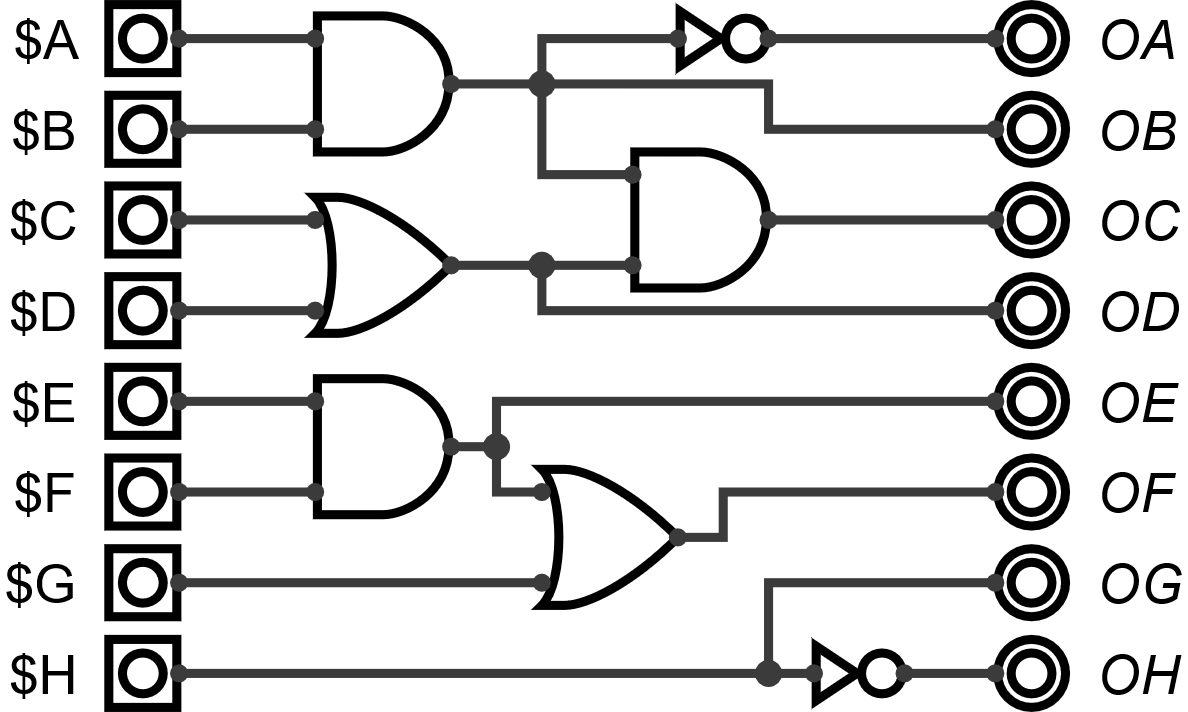 $A OA
$B OB
$C OC
$D OD
$E OE
$F OF
$G OG
$H OH